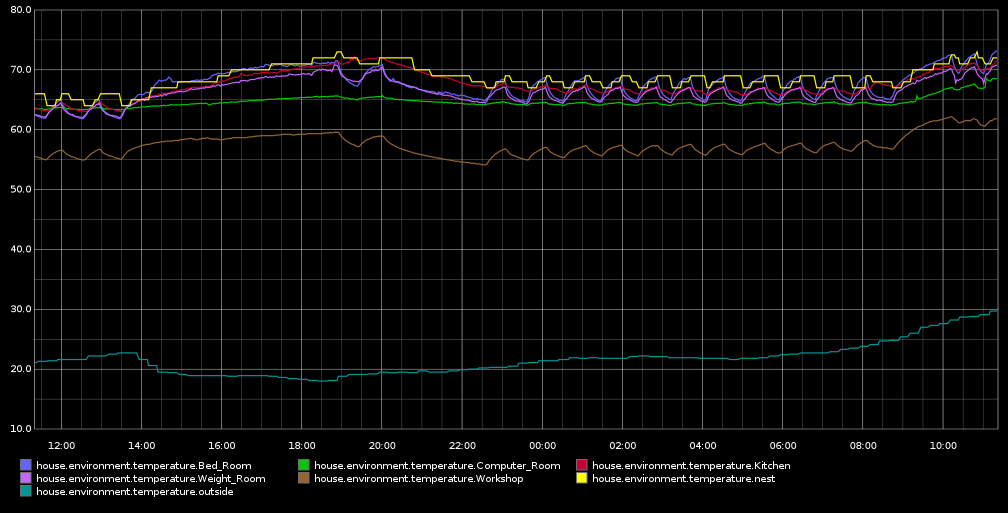 80.0
70.0
60.0
50.0
40.0
30.0
20.0
10.0
12:00 14:00 16:00 18:00 20:00 22:00 00:00 02:00 04:00 06:00 08:00 10:00
house.environment.temperature.Bed_Room house.environment.temperature.Computer_Room house.environment.temperature.Kitchen
house.environment.temperature.Weight_Room house.environment.temperature.Workshop house.environment.temperature.nest
house.environment.temperature.outside